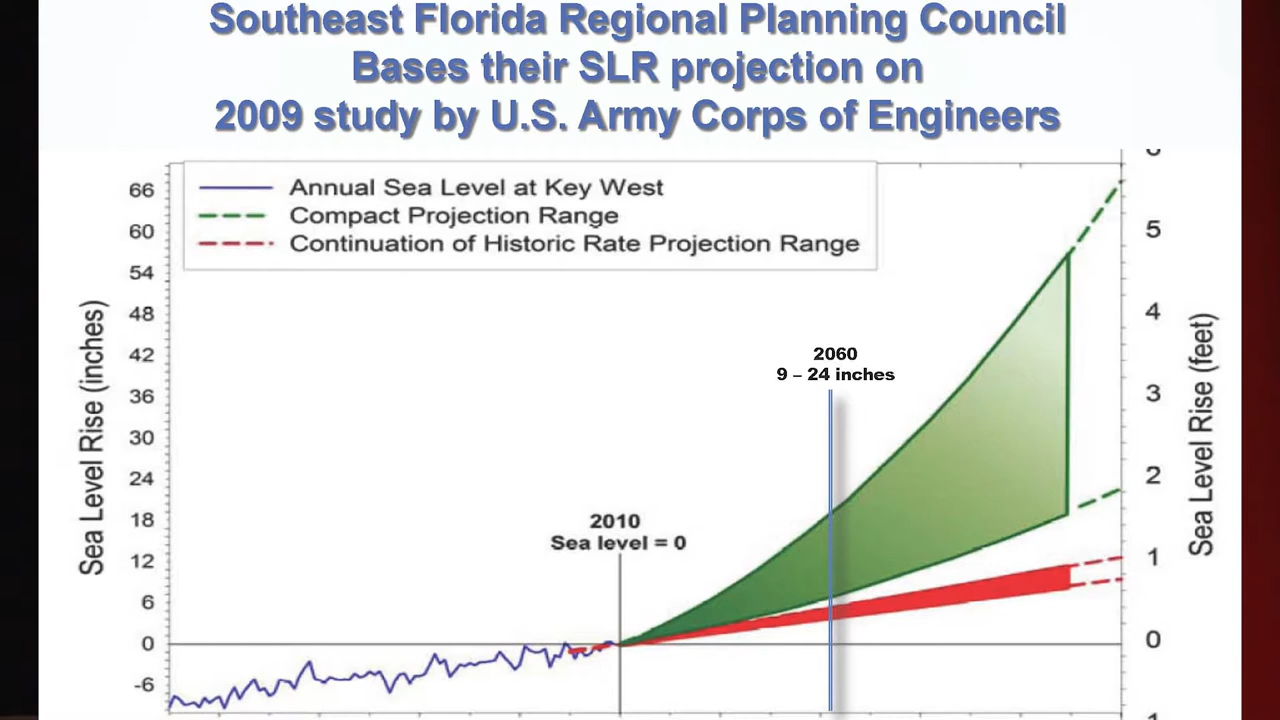 Southeast Florida Regional Planning Council
Bases their SLR projection on
2009 study by U.S. Army Corps of Engineers
Annual Sea Level at Key West
Compact Projection Range
Continuation of Historic Rate Projection Range
Sea Level Rise (inches)
66
60
54
48
42
36
30
24
18
12
6
0
-6
2010
Sea level = 0
2060
9 – 24 inches
5
4
3
2
1
0
Sea Level Rise (feet)